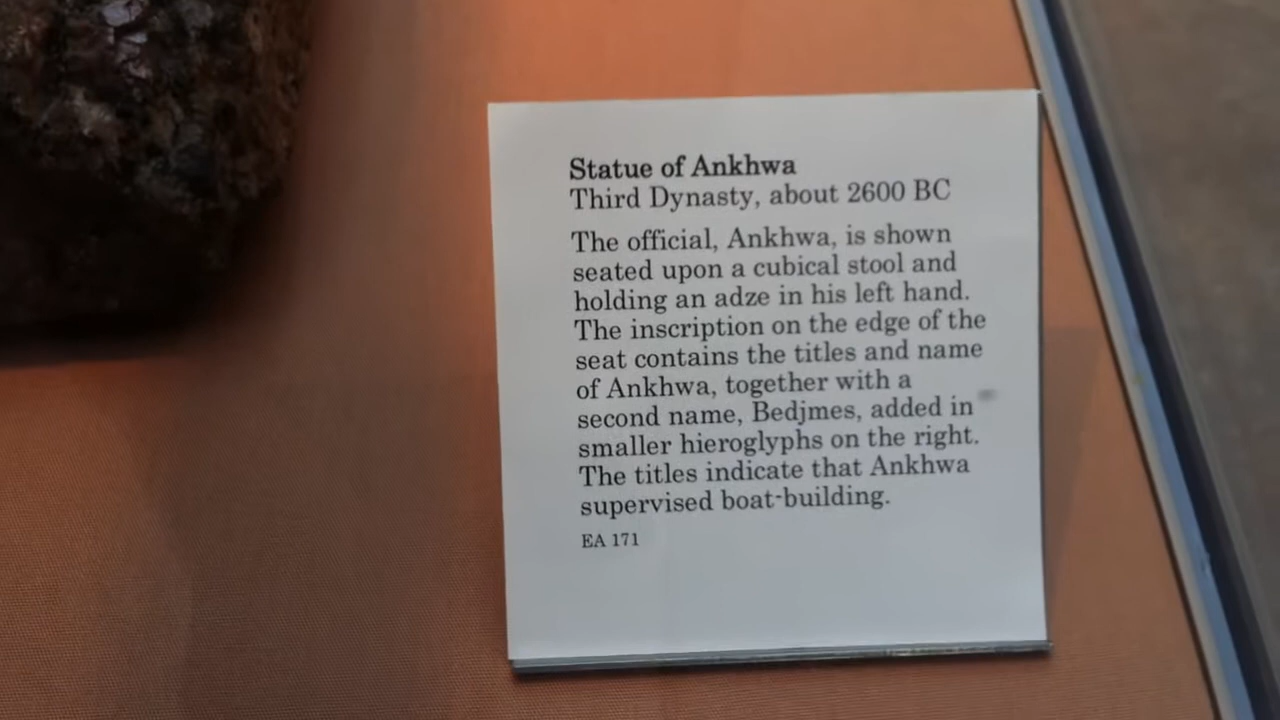 Statue of Ankhwa
Third Dynasty, about 2600 BC
The official, Ankhwa, is shown
seated upon a cubical stool and
holding an adze in his left hand.
The inscription on the edge of the
seat contains the titles and name
of Ankhwa, together with a
second name, Bedjmes, added in
smaller hieroglyphs on the right.
The titles indicate that Ankhwa
supervised boat-building.
EA 171